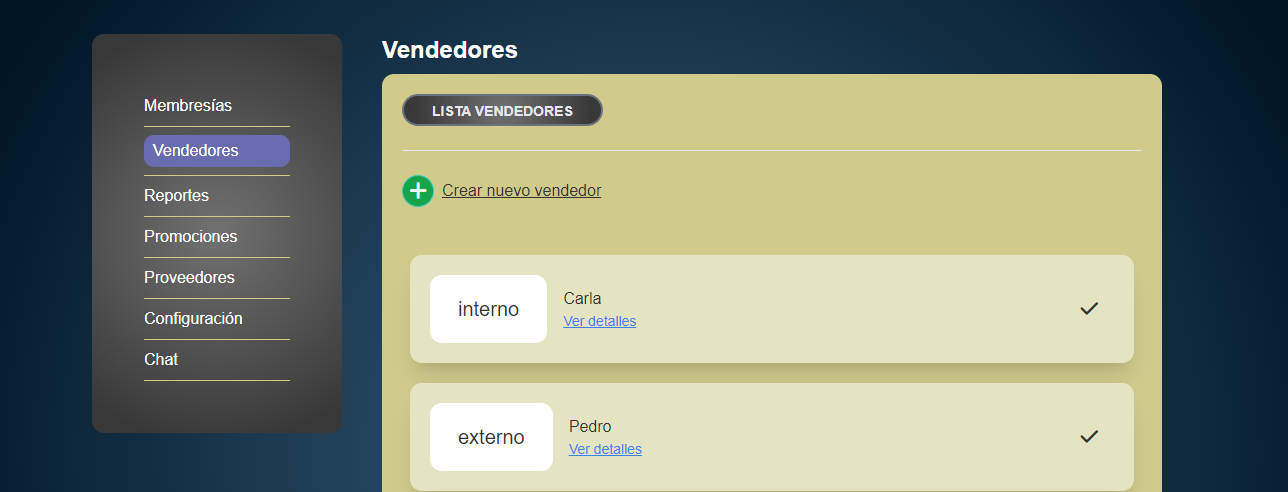 Membresías
Vendedores
Reportes
Promociones
Proveedores
Configuración
Chat
Vendedores
LISTA VENDEDORES
Crear nuevo vendedor
interno
Carla
Ver detalles
externo
Pedro
Ver detalles